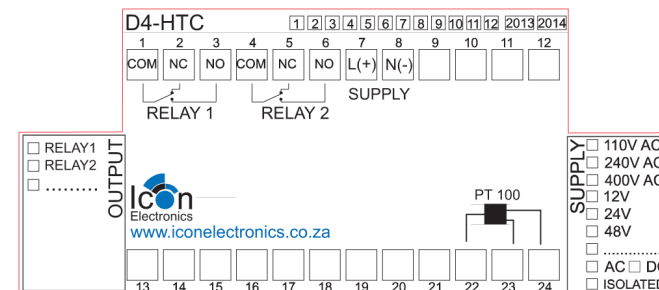 D4-HTC 1 2 3 4 5 6 7 8 9 10 11 12 2013 2014
1 2 3 4 5 6 7 8 9 10 11 12
COM NC NO COM NC NO L(+) N(-)
RELAY 1 RELAY 2 SUPPLY
OUTPUT
RELAY1
RELAY2
.........
Icon
Electronics
www.iconelectronics.co.za
PT 100
SUPPLY
110V AC
240V AC
400V AC
12V
24V
48V
AC
ISOLATED
13 14 15 16 17 18 19 20 21 22 23 24